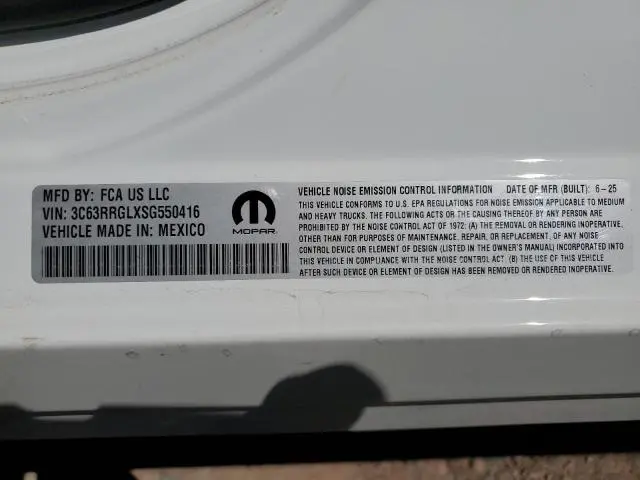 MFD BY: FCA US LLC
VIN: 3C63RRGLXSG550416
VEHICLE MADE IN: MEXICO
MOPAR
VEHICLE NOISE EMISSION CONTROL INFORMATION DATE OF MFR (BUILT): 6-25
THIS VEHICLE CONFORMS TO U.S. EPA REGULATIONS FOR NOISE EMISSION APPLICABLE TO MEDIUM
AND HEAVY TRUCKS. THE FOLLOWING ACTS OR THE CAUSING THEREOF BY ANY PERSON ARE
PROHIBITED BY THE NOISE CONTROL ACT OF 1972: (A) THE REMOVAL OR RENDERING INOPERATIVE,
OTHER THAN FOR PURPOSES OF MAINTENANCE, REPAIR, OR REPLACEMENT, OF ANY NOISE
CONTROL DEVICE OR ELEMENT OF DESIGN (LISTED IN THE OWNER'S MANUAL) INCORPORATED INTO
THIS VEHICLE IN COMPLIANCE WITH THE NOISE CONTROL ACT. (B) THE USE OF THIS VEHICLE
AFTER SUCH DEVICE OR ELEMENT OF DESIGN HAS BEEN REMOVED OR RENDERED INOPERATIVE.